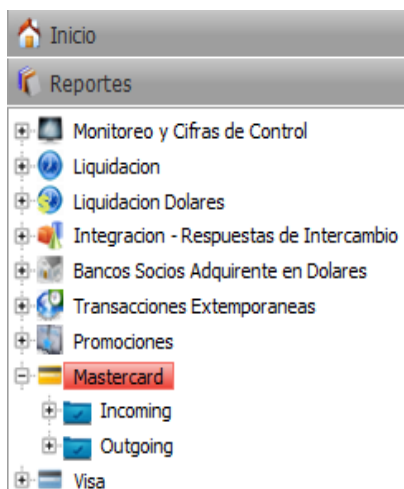 Inicio
Reportes
Monitoreo y Cifras de Control
Liquidacion
Liquidacion Dolares
Integracion - Respuestas de Intercambio
Bancos Socios Adquirente en Dolares
Transacciones Extemporaneas
Promociones
Mastercard
Incoming
Outgoing
Visa